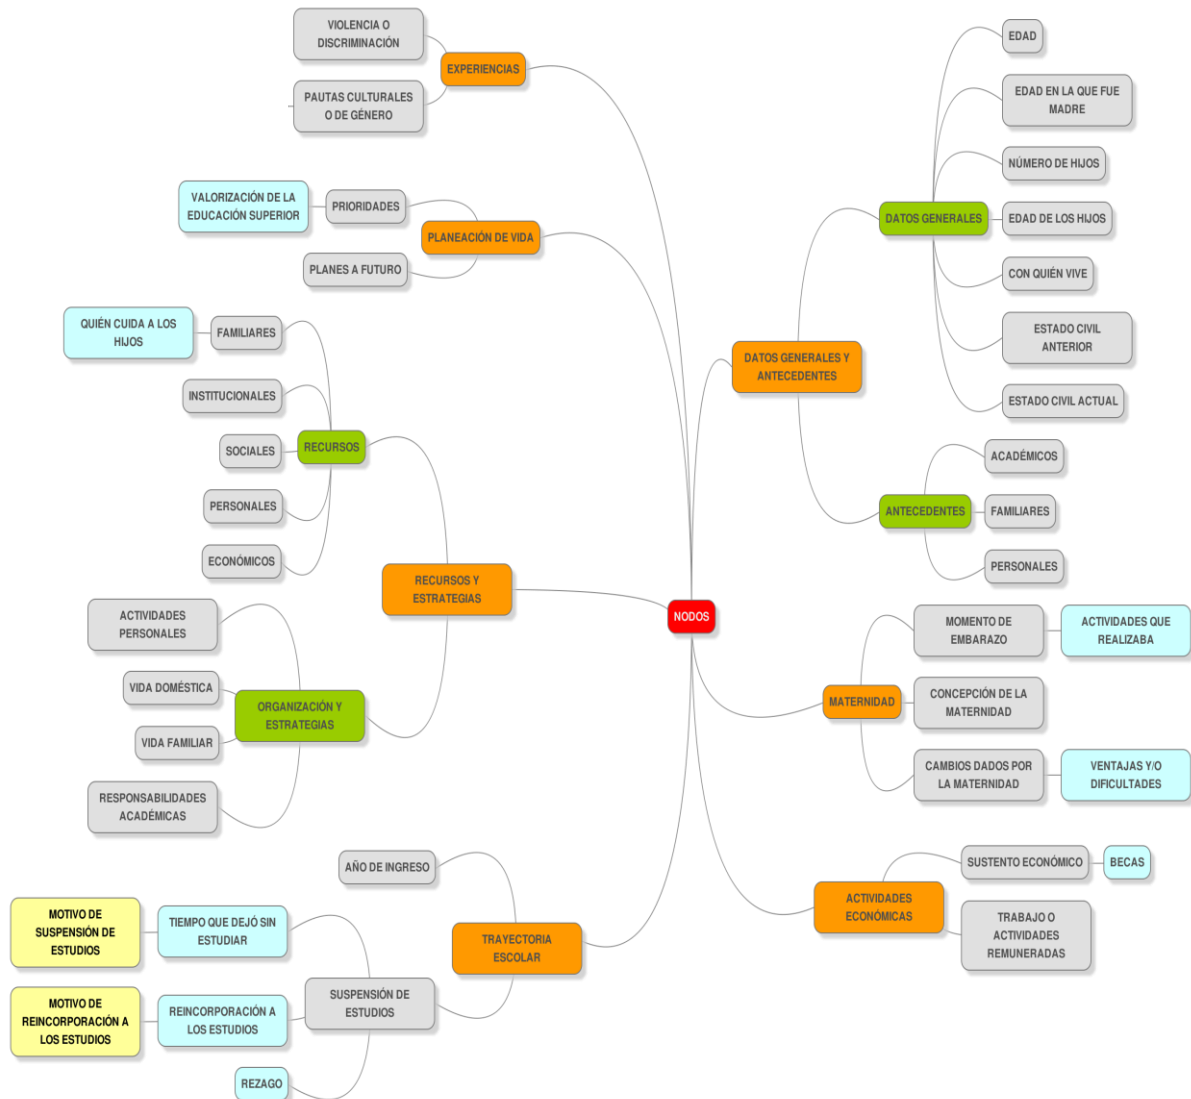 VIOLENCIA O
DISCRIMINACIÓN
EXPERIENCIAS
PAUTAS CULTURALES
O DE GÉNERO
VALORIZACIÓN DE LA
EDUCACIÓN SUPERIOR
PRIORIDADES
PLANEACIÓN DE VIDA
PLANES A FUTURO
QUIÉN CUIDA A LOS
HIJOS
FAMILIARES
INSTITUCIONALES
SOCIALES
RECURSOS
PERSONALES
ECONÓMICOS
RECURSOS Y
ESTRATEGIAS
ACTIVIDADES
PERSONALES
VIDA DOMÉSTICA
ORGANIZACIÓN Y
ESTRATEGIAS
VIDA FAMILIAR
RESPONSABILIDADES
ACADÉMICAS
AÑO DE INGRESO
TRAYECTORIA
ESCOLAR
MOTIVO DE
SUSPENSIÓN DE
ESTUDIOS
TIEMPO QUE DEJÓ SIN
ESTUDIAR
SUSPENSIÓN DE
ESTUDIOS
MOTIVO DE
REINCORPORACIÓN A
LOS ESTUDIOS
REINCORPORACIÓN A
LOS ESTUDIOS
REZAGO
NODOS
EDAD
EDAD EN LA QUE FUE
MADRE
NÚMERO DE HIJOS
DATOS GENERALES
EDAD DE LOS HIJOS
CON QUIÉN VIVE
ESTADO CIVIL
ANTERIOR
ESTADO CIVIL ACTUAL
DATOS GENERALES Y
ANTECEDENTES
ACADÉMICOS
ANTECEDENTES
FAMILIARES
PERSONALES
MOMENTO DE
EMBARAZO
ACTIVIDADES QUE
REALIZABA
MATERNIDAD
CONCEPCIÓN DE LA
MATERNIDAD
CAMBIOS DADOS POR
LA MATERNIDAD
VENTAJAS Y/O
DIFICULTADES
SUSTENTO ECONÓMICO
BECAS
ACTIVIDADES
ECONÓMICAS
TRABAJO O
ACTIVIDADES
REMUNERADAS